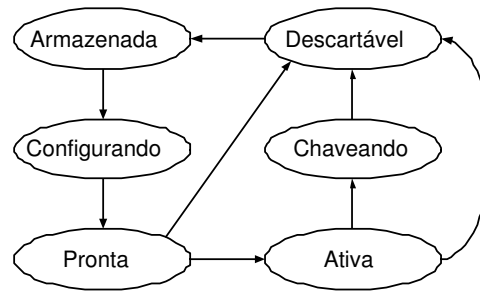 Armazenada
Descartável
Configurando
Chaveando
Pronta
Ativa